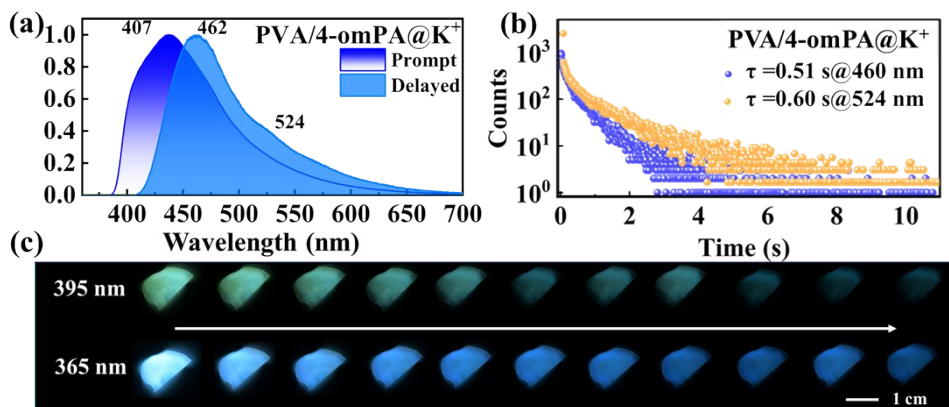 (a)
407
462
PVA/4-omPA@K⁺
Prompt
Delayed
524
1.0
0.8
0.6
0.4
0.2
0.0
400
450
500
550
600
650
700
Wavelength (nm)
(b)
PVA/4-omPA@K⁺
τ =0.51 s@460 nm
τ =0.60 s@524 nm
Counts
10³
10²
10¹
10⁰
0
2
4
6
8
10
Time (s)
(c)
395 nm
365 nm
1 cm